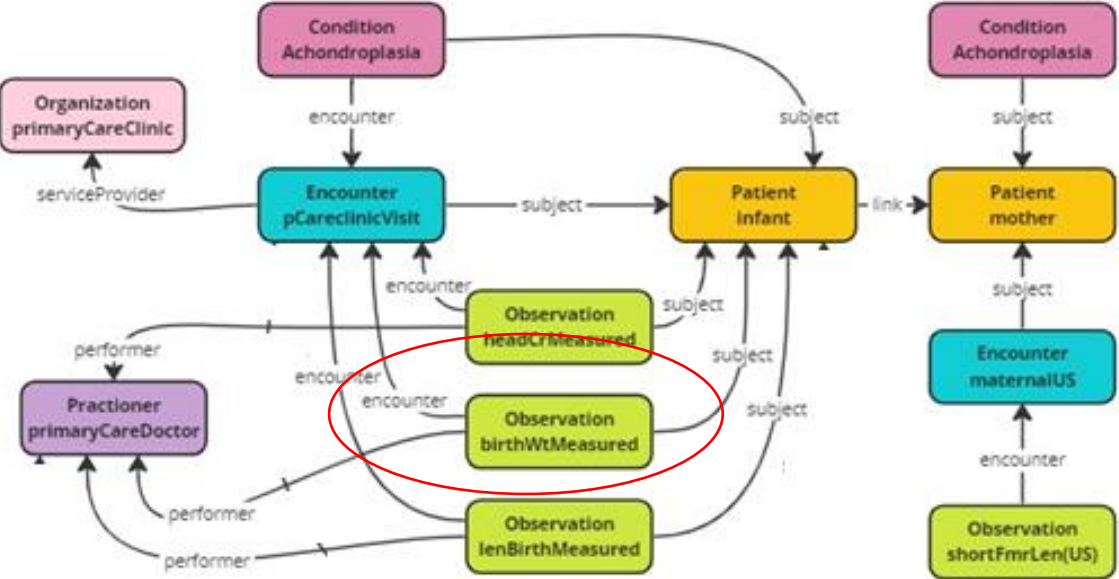 Condition
Achondroplasia
Condition
Achondroplasia
Organization
primaryCareClinic
encounter
subject
subject
serviceProvider
Encounter
pCareclinicVisit
subject
Patient
infant
link
Patient
mother
encounter
subject
subject
Observation
headCrMeasured
performer
encounter
subject
Encounter
maternalUS
Practioner
primaryCareDoctor
encounter
Observation
birthWtMeasured
subject
encounter
performer
Observation
lenBirthMeasured
Observation
shortFmrLen(US)
performer